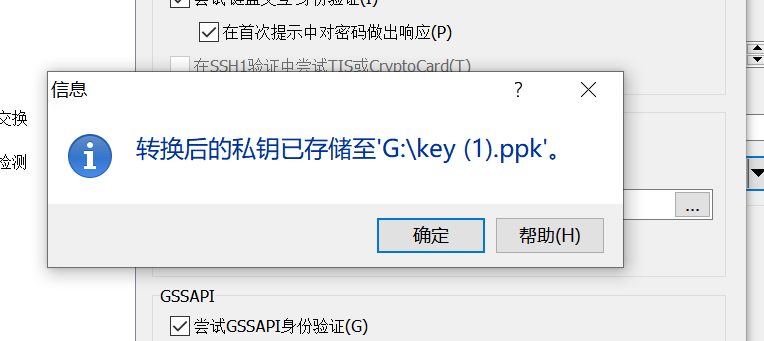 尝试'键盘交互'身份验证(I)
在首次提示中对密码做出响应(P)
在SSH1验证中尝试TIS或CryptoCard(T)
信息
?
交换
转换后的私钥已存储至'G:\key (1).ppk'。
检测
...
确定
帮助(H)
GSSAPI
尝试GSSAPI身份验证(G)